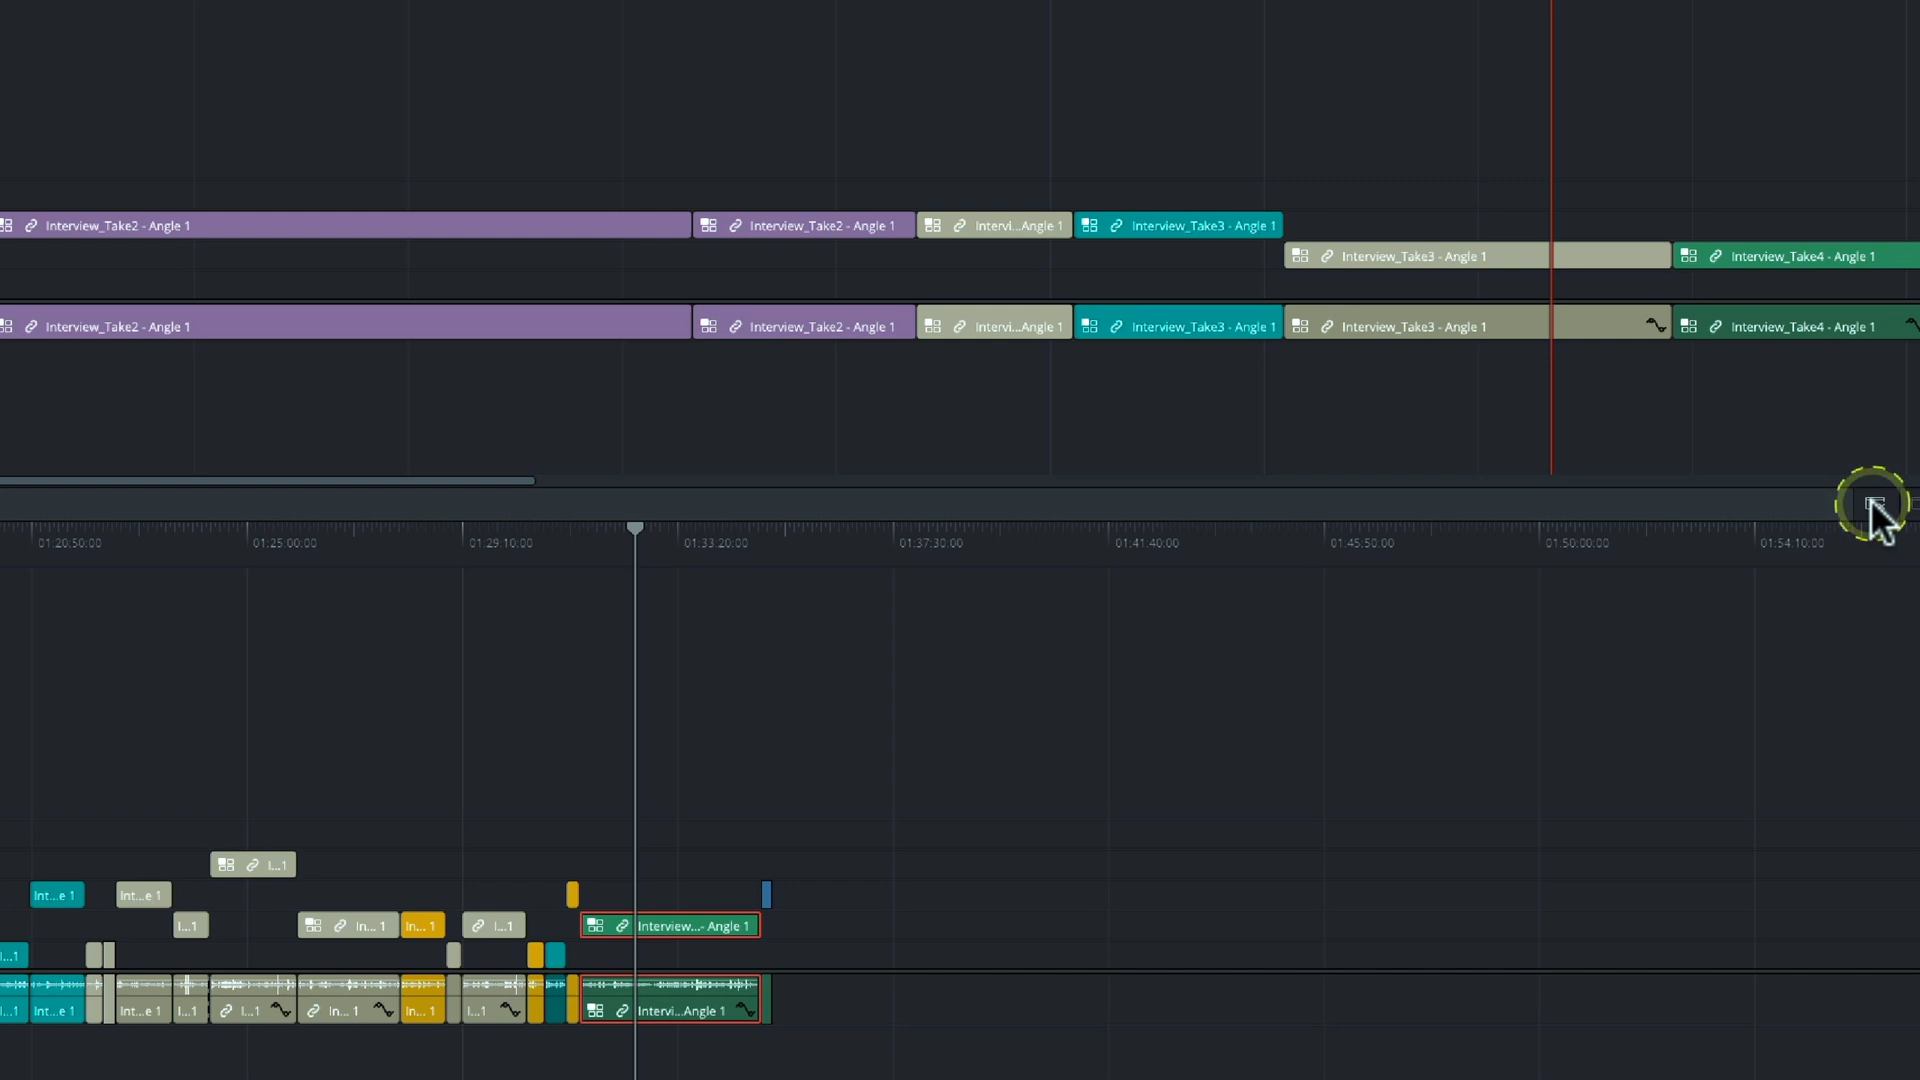 Interview_Take2 - Angle 1 Interview_Take2 - Angle 1 Intervi...Angle 1 Interview_Take3 - Angle 1
Interview_Take3 - Angle 1 Interview_Take4 - Angle 1
Interview_Take2 - Angle 1 Interview_Take2 - Angle 1 Intervi...Angle 1 Interview_Take3 - Angle 1 Interview_Take3 - Angle 1 Interview_Take4 - Angle 1
01:20:50:00 01:25:00:00 01:29:10:00 01:33:20:00 01:37:30:00 01:41:40:00 01:45:50:00 01:50:00:00 01:54:10:00
I...1
Int...e 1 Int...e 1
I...1 In... 1 In... 1 I...1 Interview...- Angle 1
I...1
I...1 Int...e 1 Int...e 1 I...1 I...1 In... 1 In... 1 I...1 Intervi...Angle 1